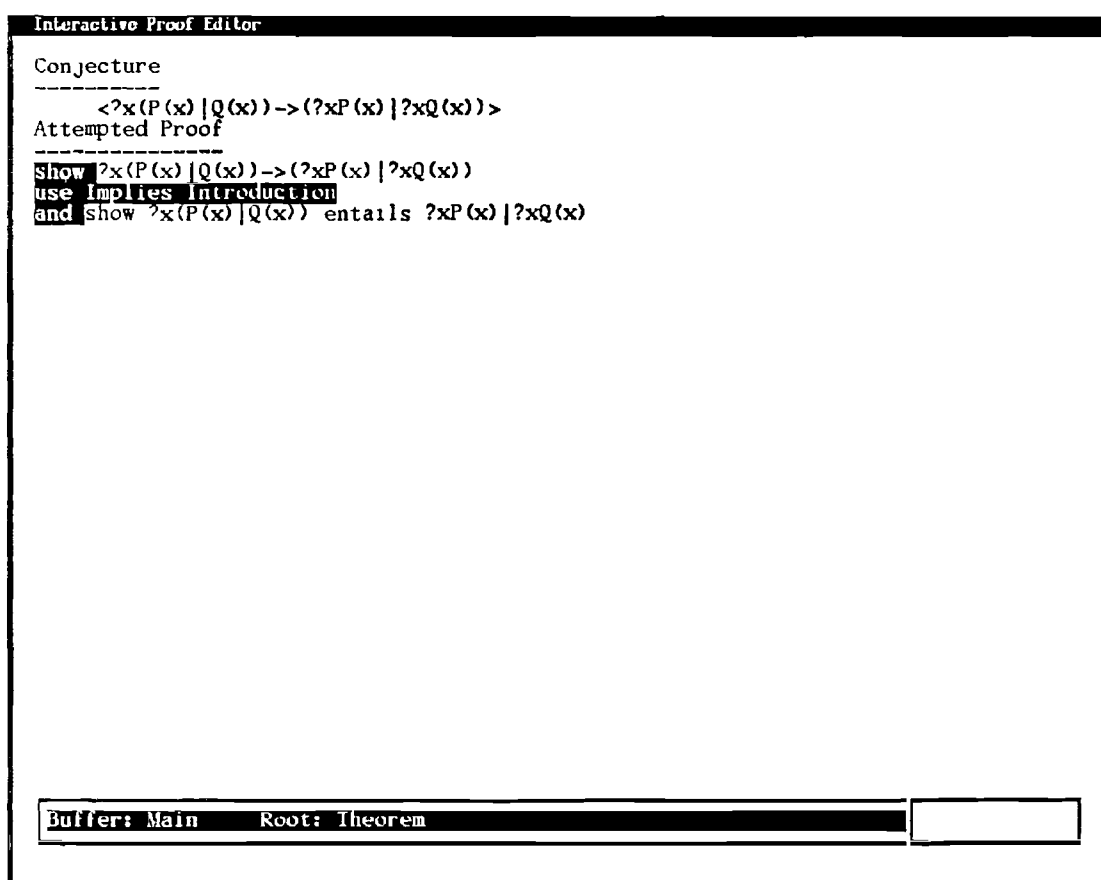 Interactive Proof Editor
Conjecture
----------
<?x(P(x)|Q(x))->(?xP(x)|?xQ(x))>
Attempted Proof
---------------
show ?x(P(x)|Q(x))->(?xP(x)|?xQ(x))
use Implies Introduction
and show ?x(P(x)|Q(x)) entails ?xP(x)|?xQ(x)
Buffer: Main Root: Theorem